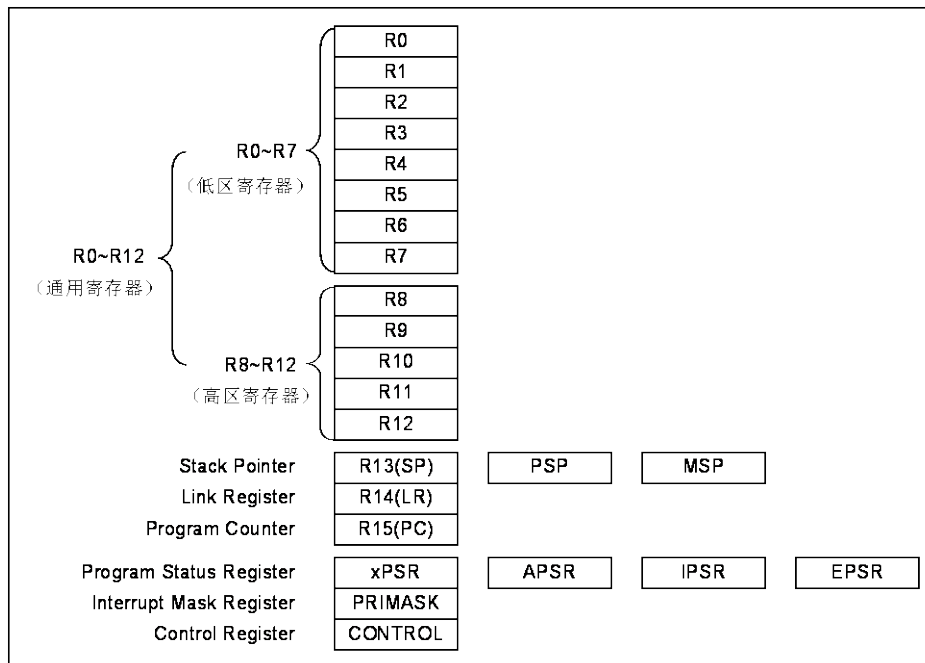 R0
R1
R2
R3
R0~R7
R4
（低区寄存器）
R5
R6
R7
R0~R12
（通用寄存器）
R8
R9
R8~R12
R10
（高区寄存器）
R11
R12
Stack Pointer R13(SP) PSP MSP
Link Register R14(LR)
Program Counter R15(PC)
Program Status Register xPSR APSR IPSR EPSR
Interrupt Mask Register PRIMASK
Control Register CONTROL